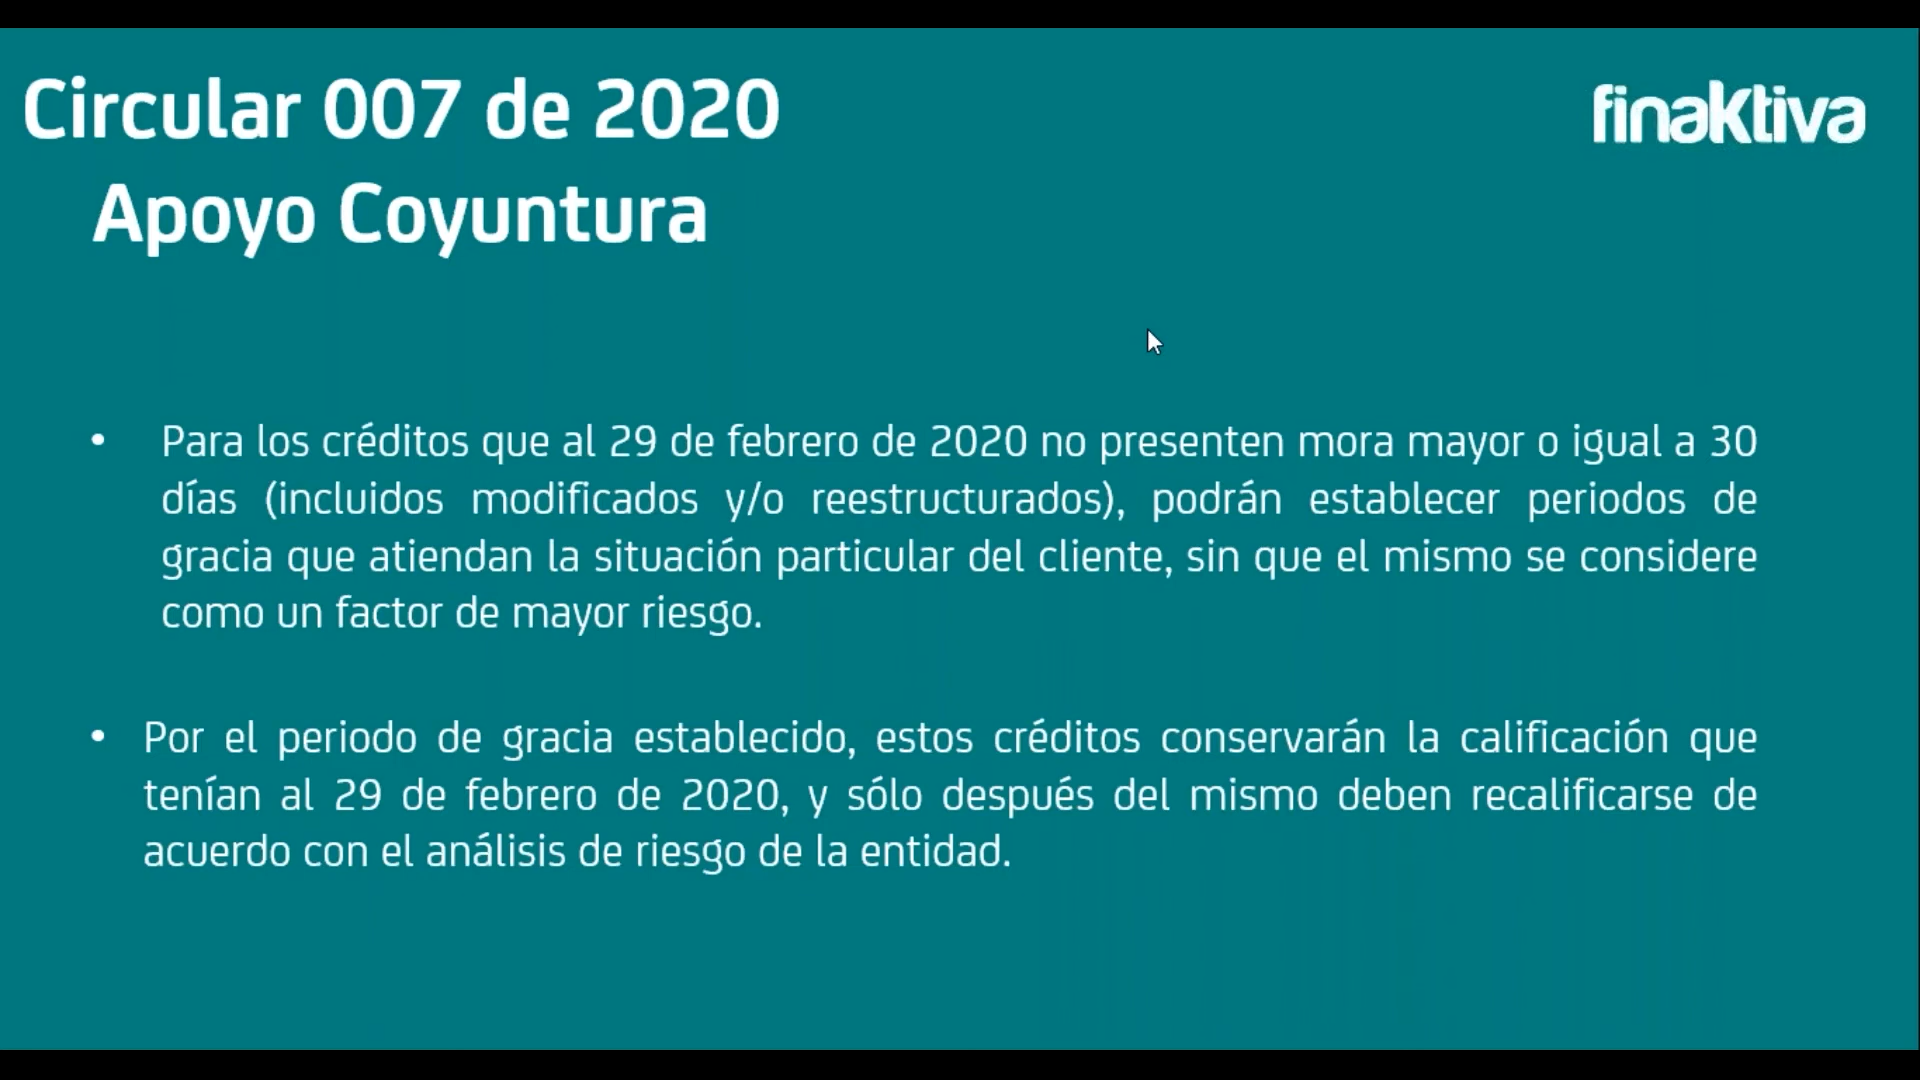 Circular 007 de 2020
Apoyo Coyuntura
finaktiva
• Para los créditos que al 29 de febrero de 2020 no presenten mora mayor o igual a 30
días (incluidos modificados y/o reestructurados), podrán establecer periodos de
gracia que atiendan la situación particular del cliente, sin que el mismo se considere
como un factor de mayor riesgo.
• Por el periodo de gracia establecido, estos créditos conservarán la calificación que
tenían al 29 de febrero de 2020, y sólo después del mismo deben recalificarse de
acuerdo con el análisis de riesgo de la entidad.